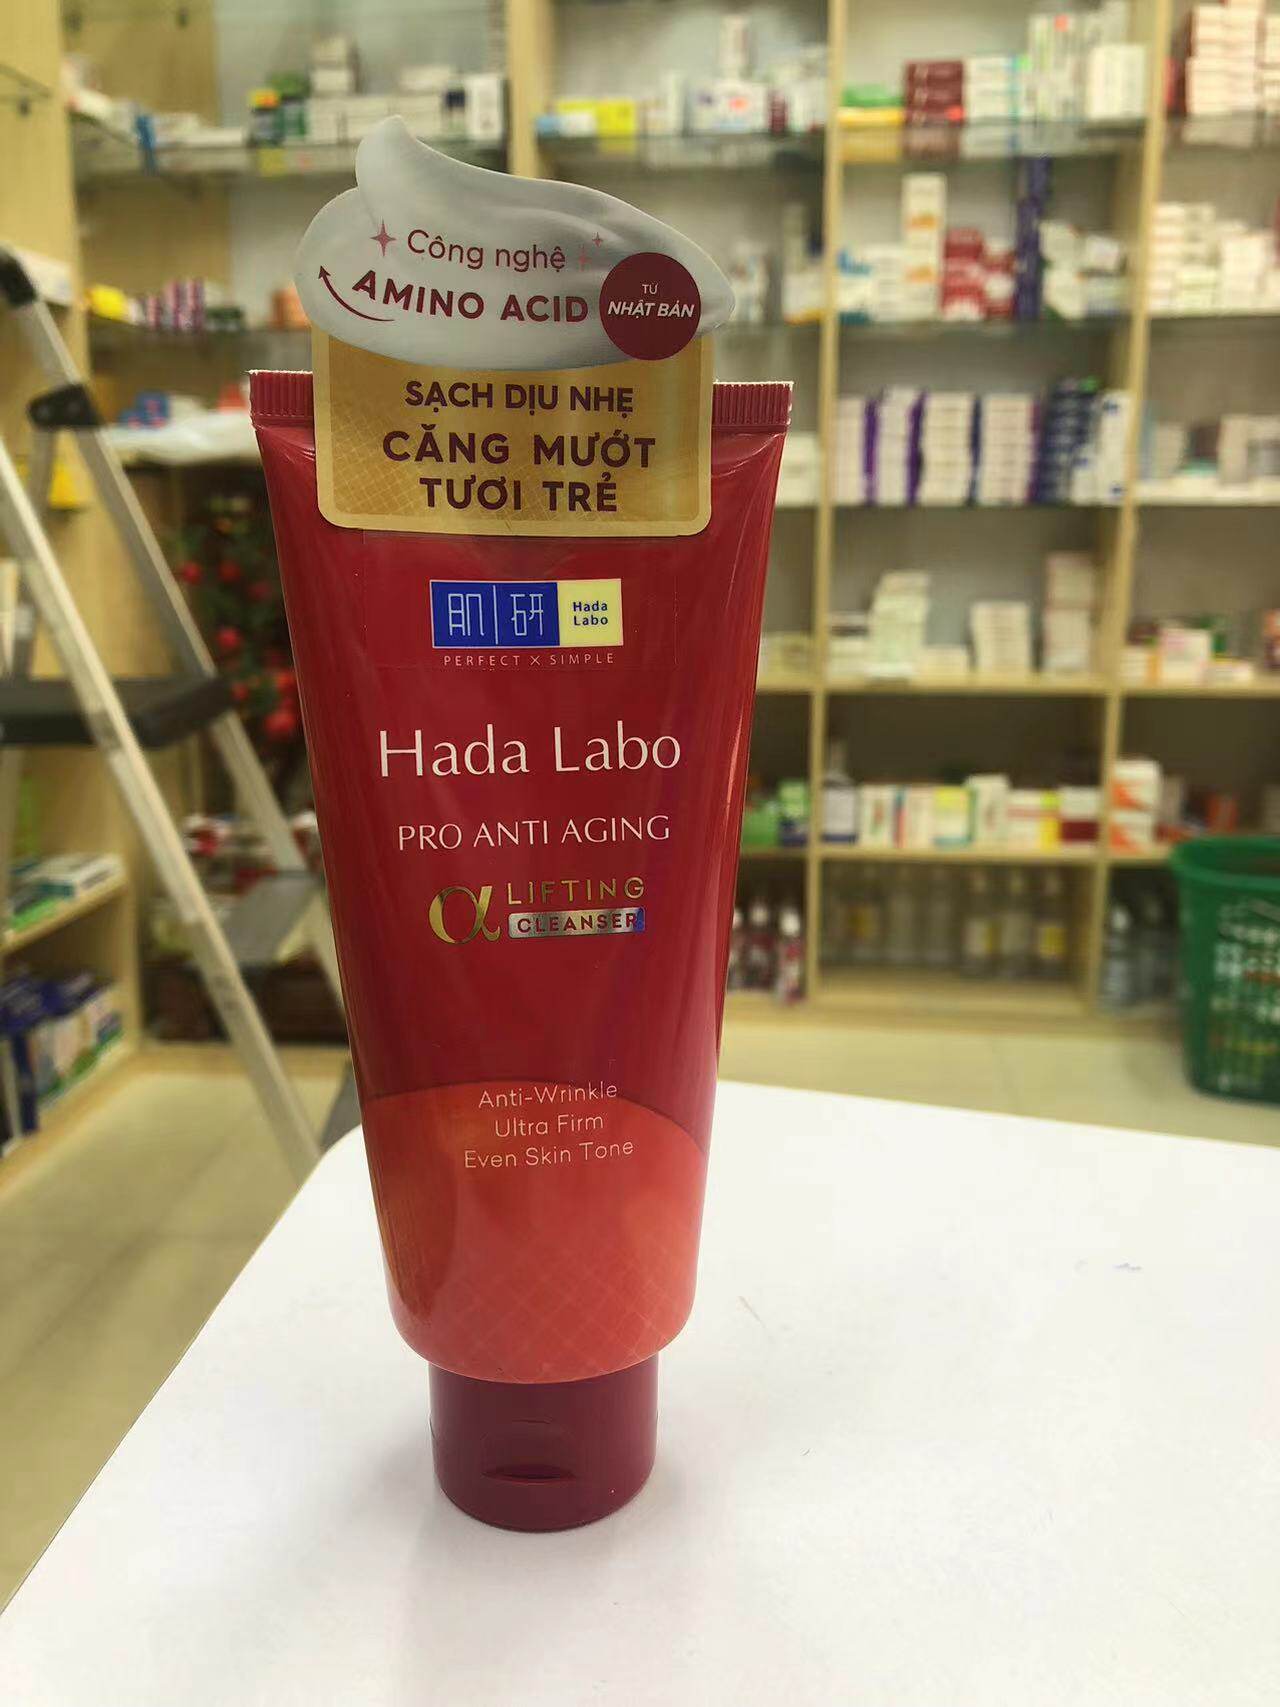 Công nghệ
AMINO ACID
TỪ
NHẬT BẢN
SẠCH DỊU NHẸ
CĂNG MƯỚT
TƯƠI TRẺ
肌研
Hada
Labo
PERFECT X SIMPLE
Hada Labo
PRO ANTI AGING
α LIFTING
CLEANSER
Anti-Wrinkle
Ultra Firm
Even Skin Tone